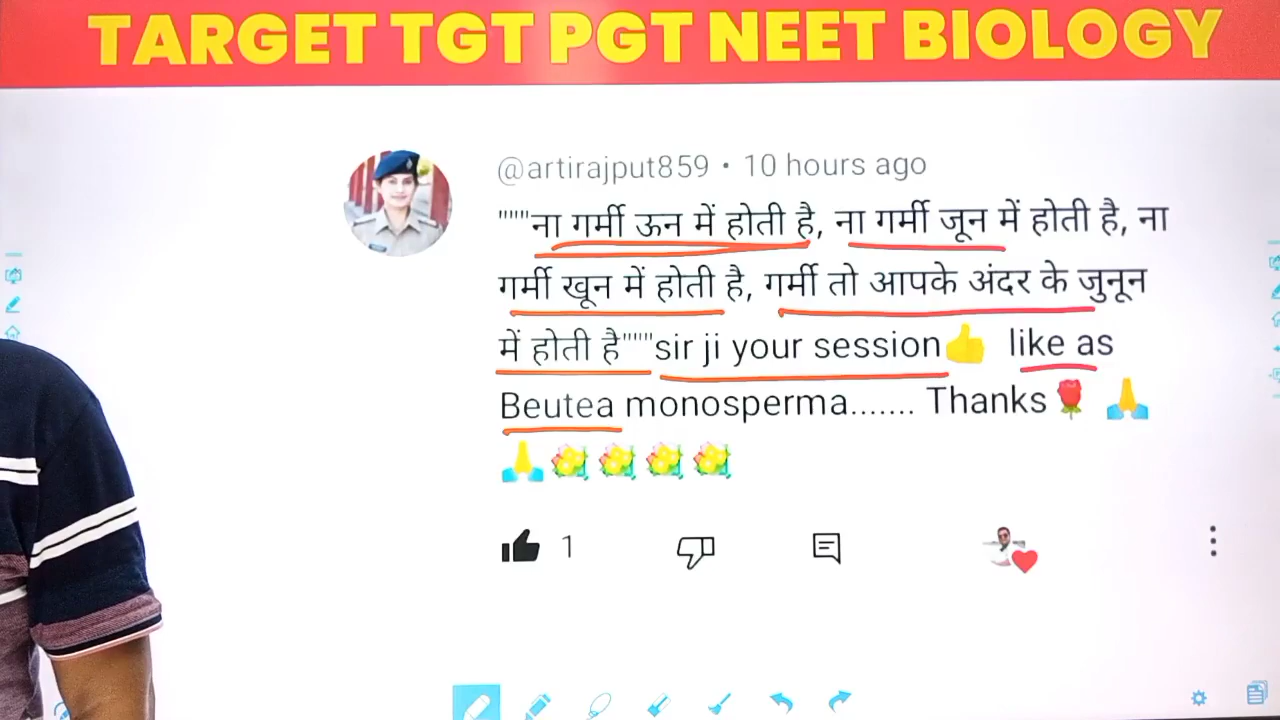 TARGET TGT PGT NEET BIOLOGY
@artirajput859 • 10 hours ago
"""ना गर्मी ऊन में होती है, ना गर्मी जून में होती है, ना
गर्मी खून में होती है, गर्मी तो आपके अंदर के जुनून
में होती है"""sir ji your session👍 like as
Beutea monosperma....... Thanks🌹 🙏
🙏💐💐💐💐
1